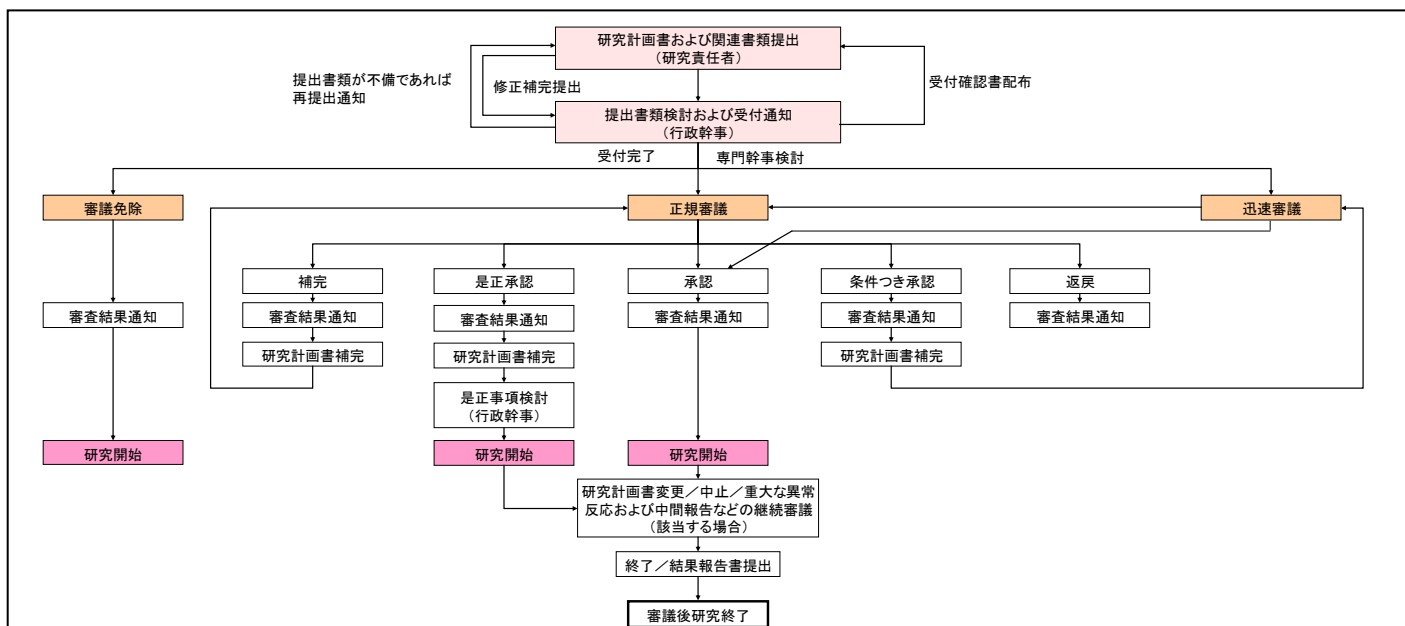 研究計画書および関連書類提出
（研究責任者）
提出書類が不備であれば
再提出通知
修正補完提出
受付確認書配布
提出書類検討および受付通知
（行政幹事）
受付完了
専門幹事検討
審議免除
正規審議
迅速審議
補完
是正承認
承認
条件つき承認
返戻
審査結果通知
審査結果通知
審査結果通知
審査結果通知
審査結果通知
審査結果通知
研究計画書補完
研究計画書補完
研究計画書補完
是正事項検討
（行政幹事）
研究開始
研究開始
研究開始
研究計画書変更／中止／重大な異常
反応および中間報告などの継続審議
（該当する場合）
終了／結果報告書提出
審議後研究終了